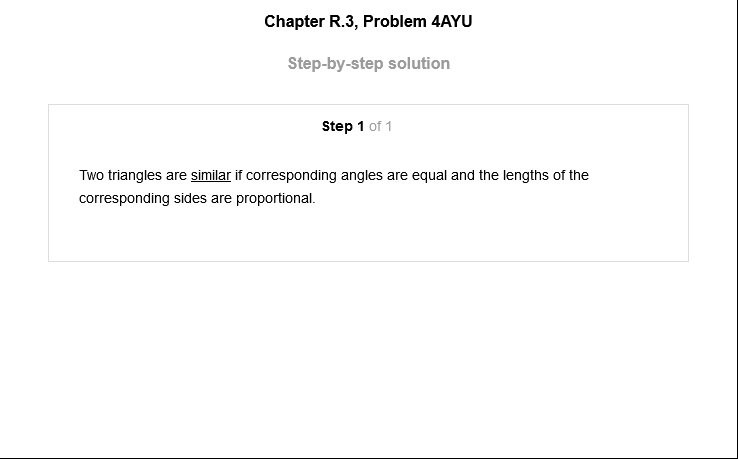 Chapter R.3, Problem 4AYU
Step-by-step solution
Step 1 of 1
Two triangles are similar if corresponding angles are equal and the lengths of the
corresponding sides are proportional.